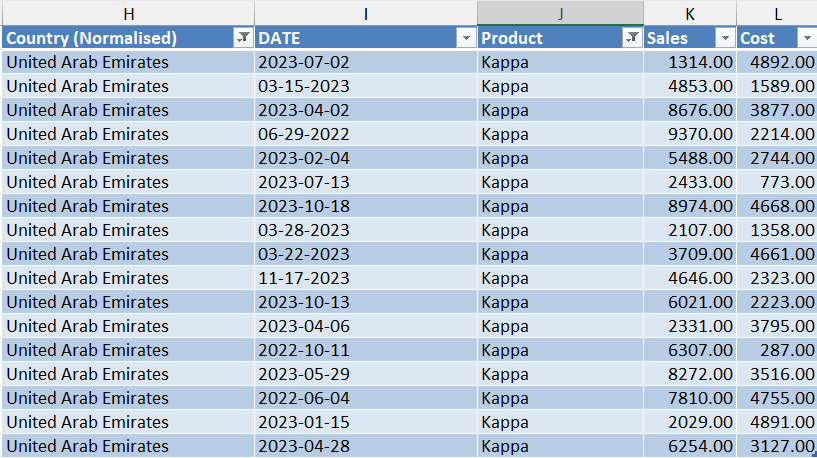 H I J K L
Country (Normalised) DATE Product Sales Cost
United Arab Emirates 2023-07-02 Kappa 1314.00 4892.00
United Arab Emirates 03-15-2023 Kappa 4853.00 1589.00
United Arab Emirates 2023-04-02 Kappa 8676.00 3877.00
United Arab Emirates 06-29-2022 Kappa 9370.00 2214.00
United Arab Emirates 2023-02-04 Kappa 5488.00 2744.00
United Arab Emirates 2023-07-13 Kappa 2433.00 773.00
United Arab Emirates 2023-10-18 Kappa 8974.00 4668.00
United Arab Emirates 03-28-2023 Kappa 2107.00 1358.00
United Arab Emirates 03-22-2023 Kappa 3709.00 4661.00
United Arab Emirates 11-17-2023 Kappa 4646.00 2323.00
United Arab Emirates 2023-10-13 Kappa 6021.00 2223.00
United Arab Emirates 2023-04-06 Kappa 2331.00 3795.00
United Arab Emirates 2022-10-11 Kappa 6307.00 287.00
United Arab Emirates 2023-05-29 Kappa 8272.00 3516.00
United Arab Emirates 2022-06-04 Kappa 7810.00 4755.00
United Arab Emirates 2023-01-15 Kappa 2029.00 4891.00
United Arab Emirates 2023-04-28 Kappa 6254.00 3127.00